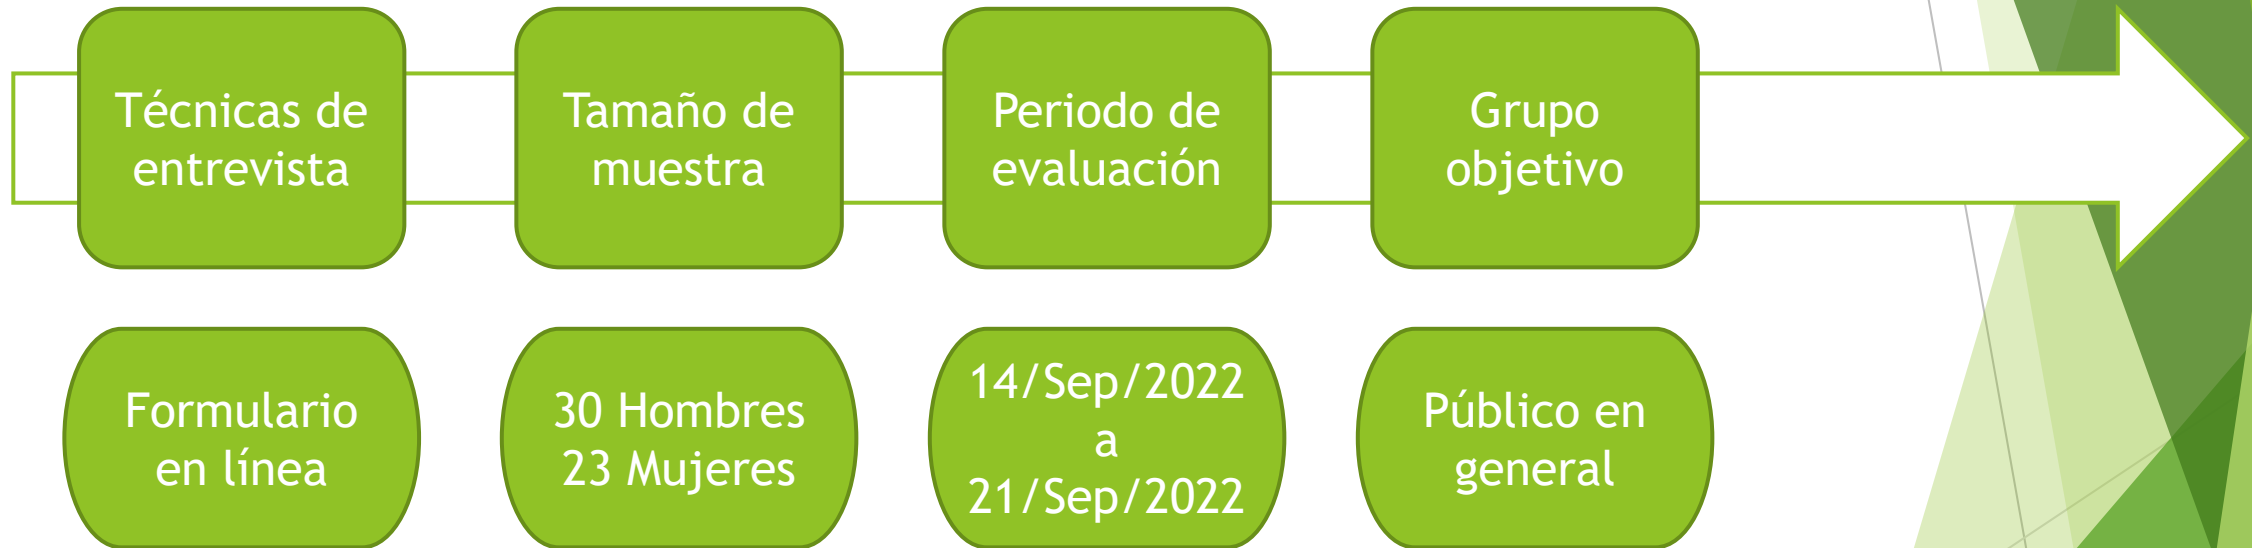 Técnicas de
entrevista
Tamaño de
muestra
Periodo de
evaluación
Grupo
objetivo
Formulario
en línea
30 Hombres
23 Mujeres
14/Sep/2022
a
21/Sep/2022
Público en
general